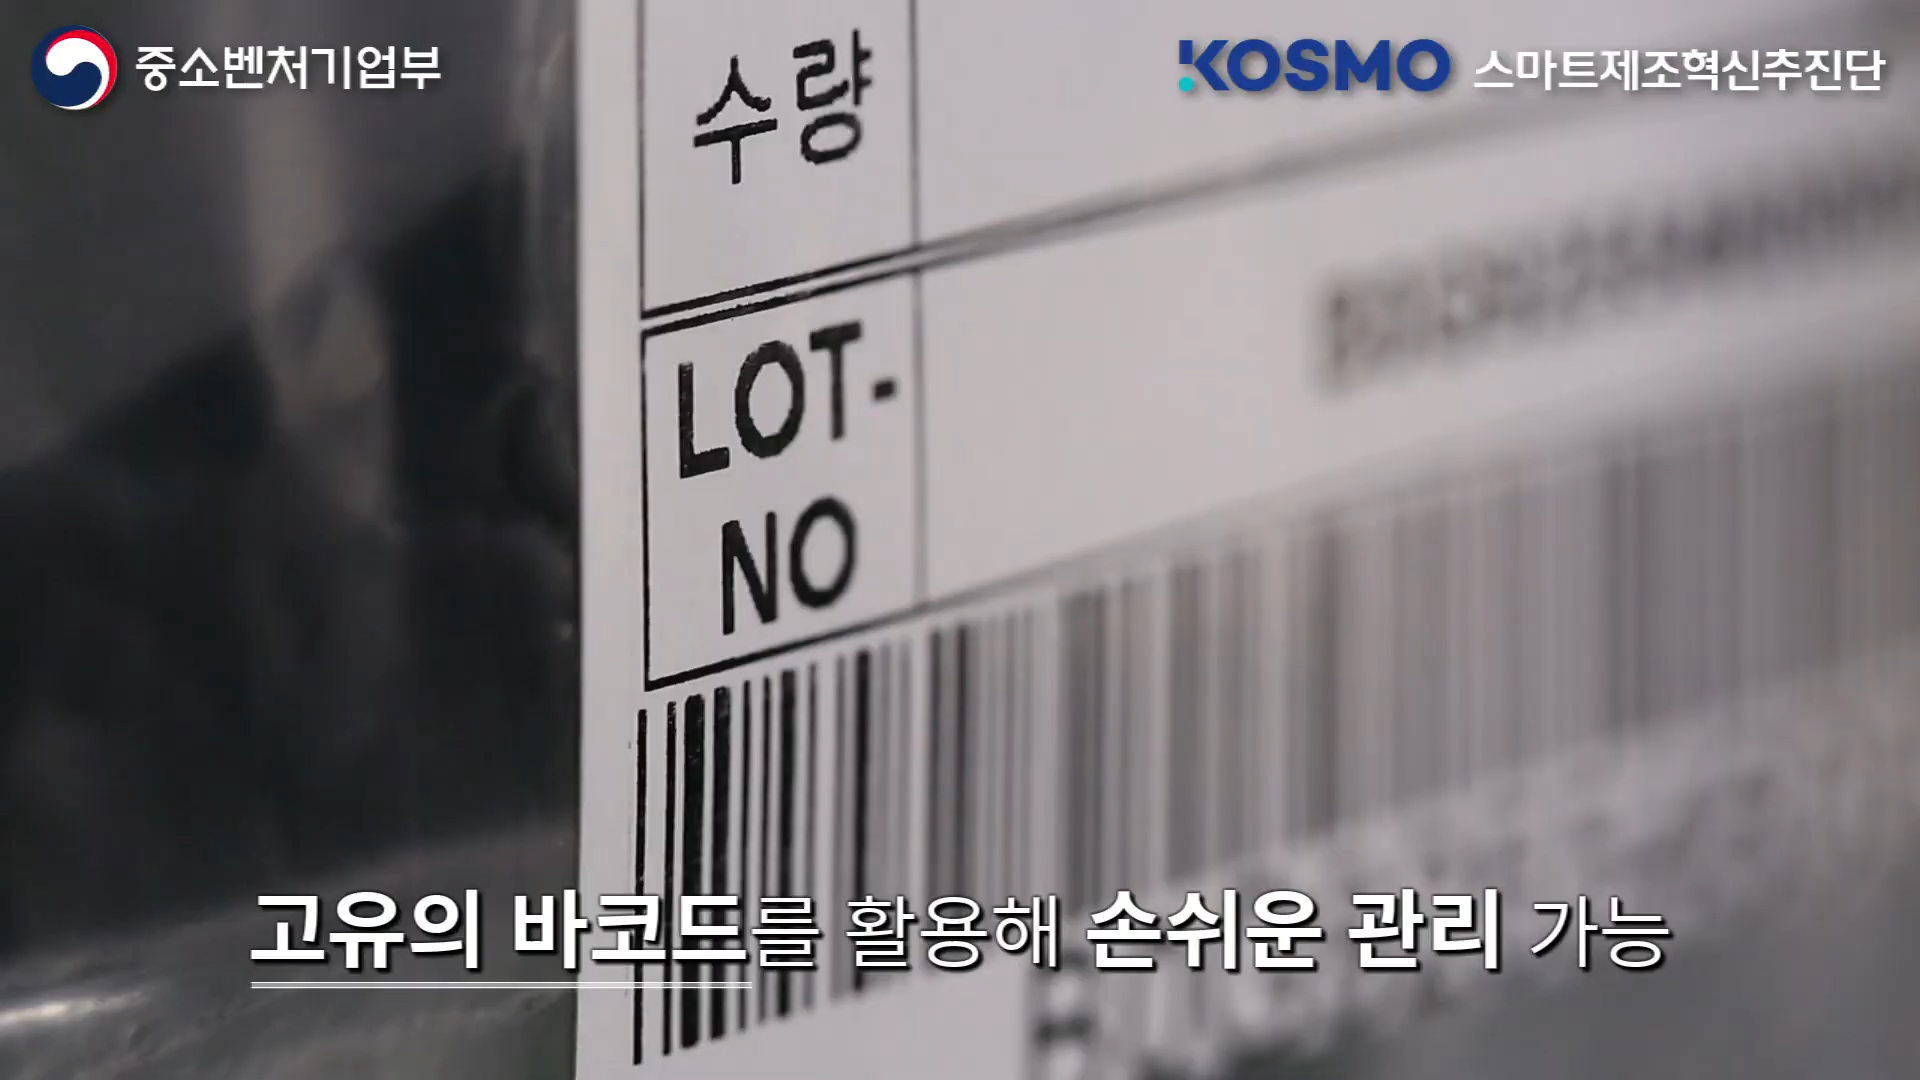 중소벤처기업부
KOSMO 스마트제조혁신추진단
수량
LOT-
NO
고유의 바코드를 활용해 손쉬운 관리 가능